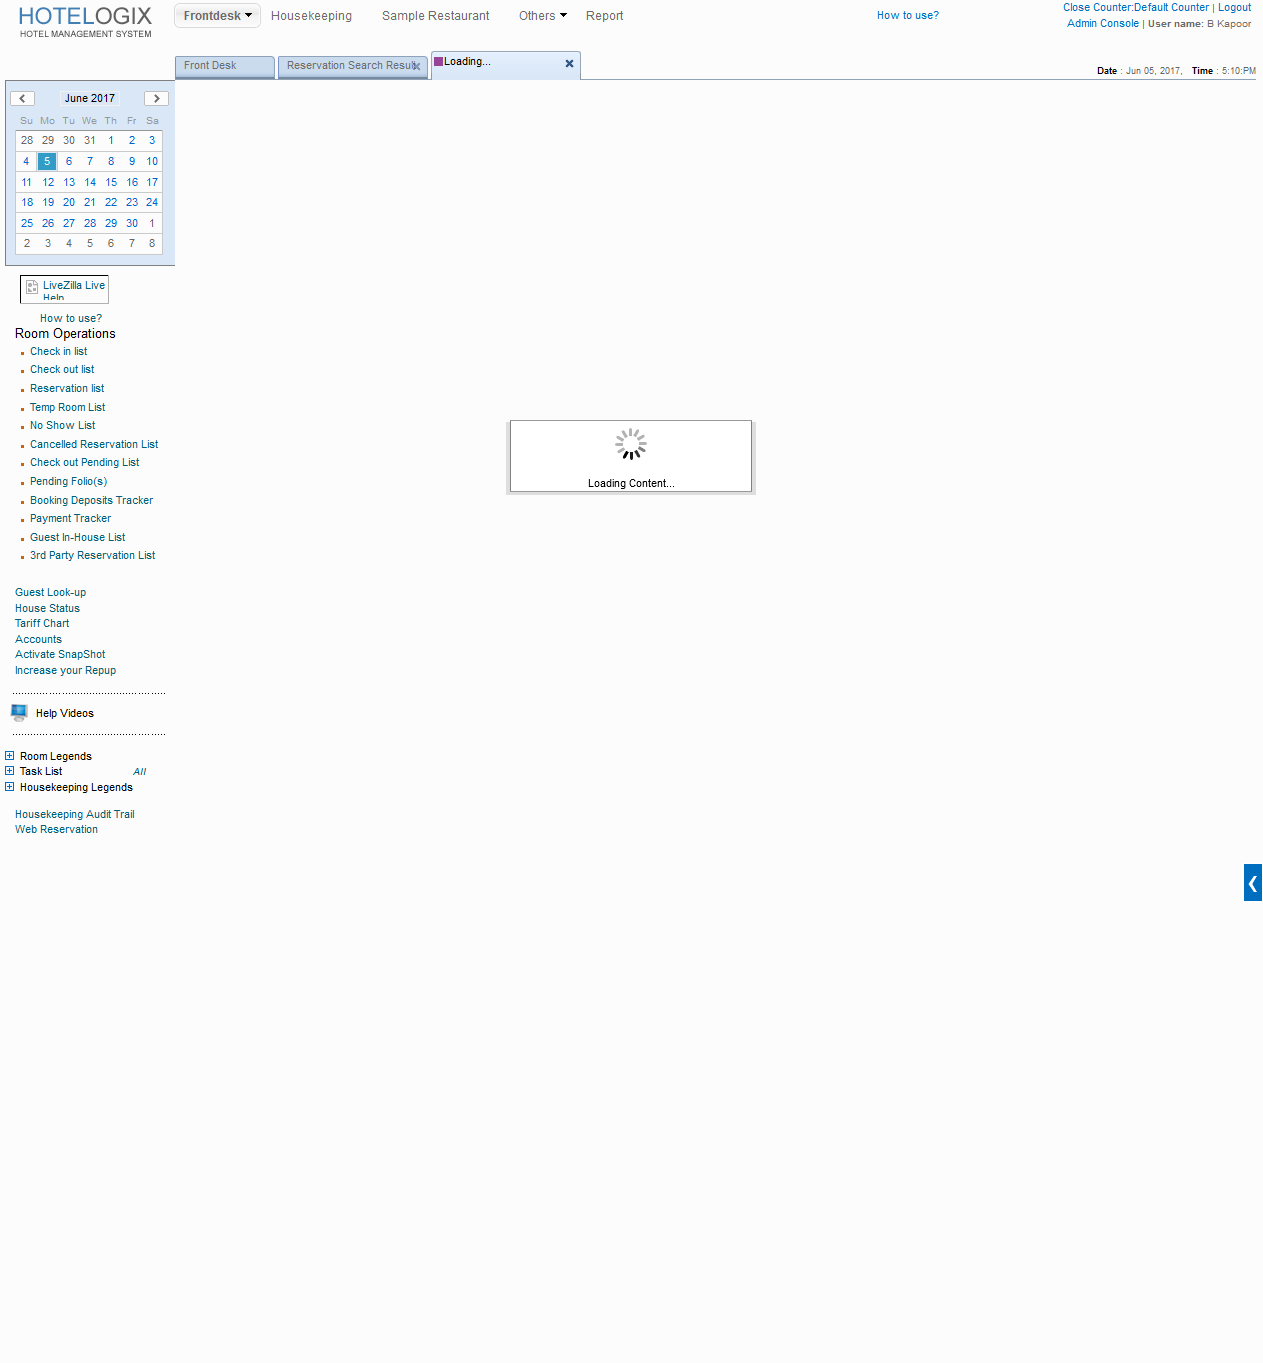 HOTELOGIX
HOTEL MANAGEMENT SYSTEM
Frontdesk Housekeeping Sample Restaurant Others Report
How to use?
Close Counter:Default Counter | Logout
Admin Console | User name: B Kapoor
Front Desk Reservation Search Result Loading...
Date : Jun 05, 2017, Time : 5:10:PM
June 2017
Su Mo Tu We Th Fr Sa
28 29 30 31 1 2 3
4 5 6 7 8 9 10
11 12 13 14 15 16 17
18 19 20 21 22 23 24
25 26 27 28 29 30 1
2 3 4 5 6 7 8
LiveZilla Live
Help
How to use?
Room Operations
Check in list
Check out list
Reservation list
Temp Room List
No Show List
Cancelled Reservation List
Check out Pending List
Pending Folio(s)
Booking Deposits Tracker
Payment Tracker
Guest In-House List
3rd Party Reservation List
Loading Content...
Guest Look-up
House Status
Tariff Chart
Accounts
Activate SnapShot
Increase your Repup
Help Videos
Room Legends
Task List All
Housekeeping Legends
Housekeeping Audit Trail
Web Reservation